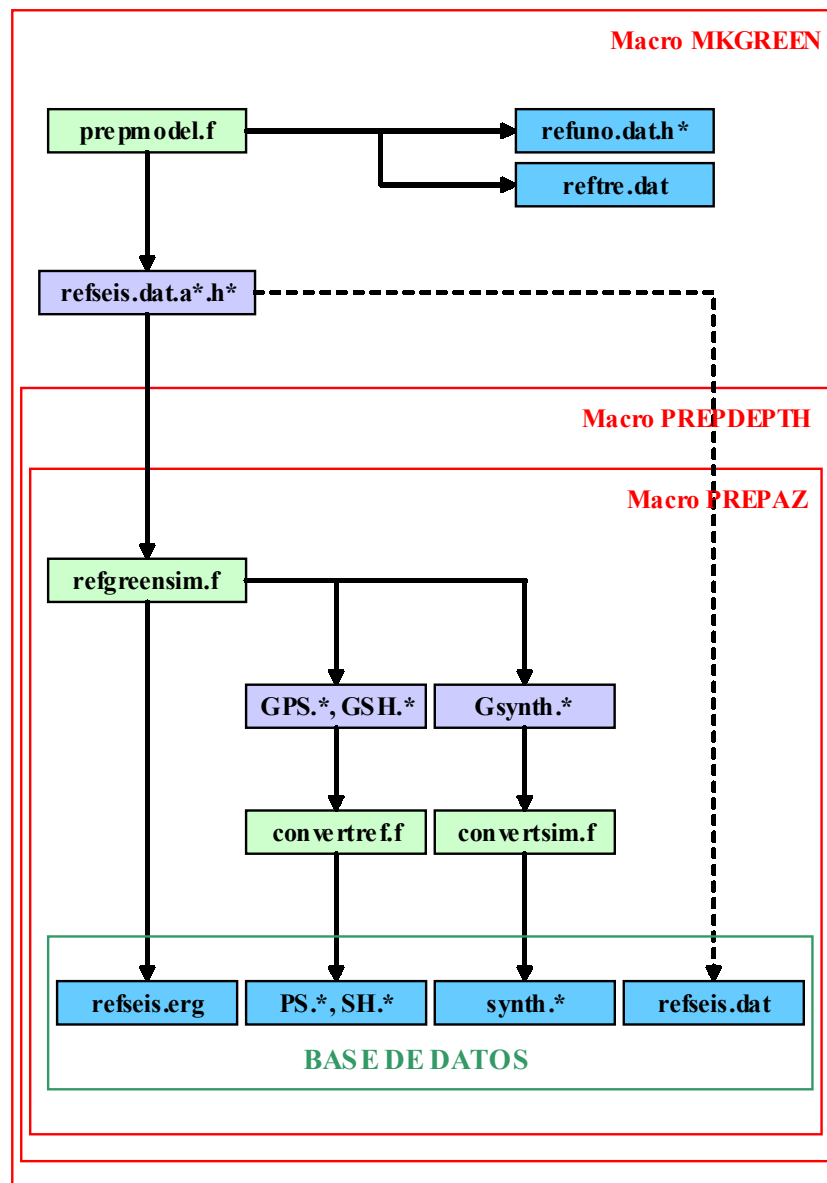 Macro MKGREEN
prepmodel.f
refuno.dat.h*
reftre.dat
refseis.dat.a*.h*
Macro PREPDEPTH
Macro PREPAZ
refgreensim.f
GPS.*, GSH.*
Gsynth.*
convertref.f
convertsim.f
refseis.erg
PS.*, SH.*
synth.*
refseis.dat
BASE DE DATOS